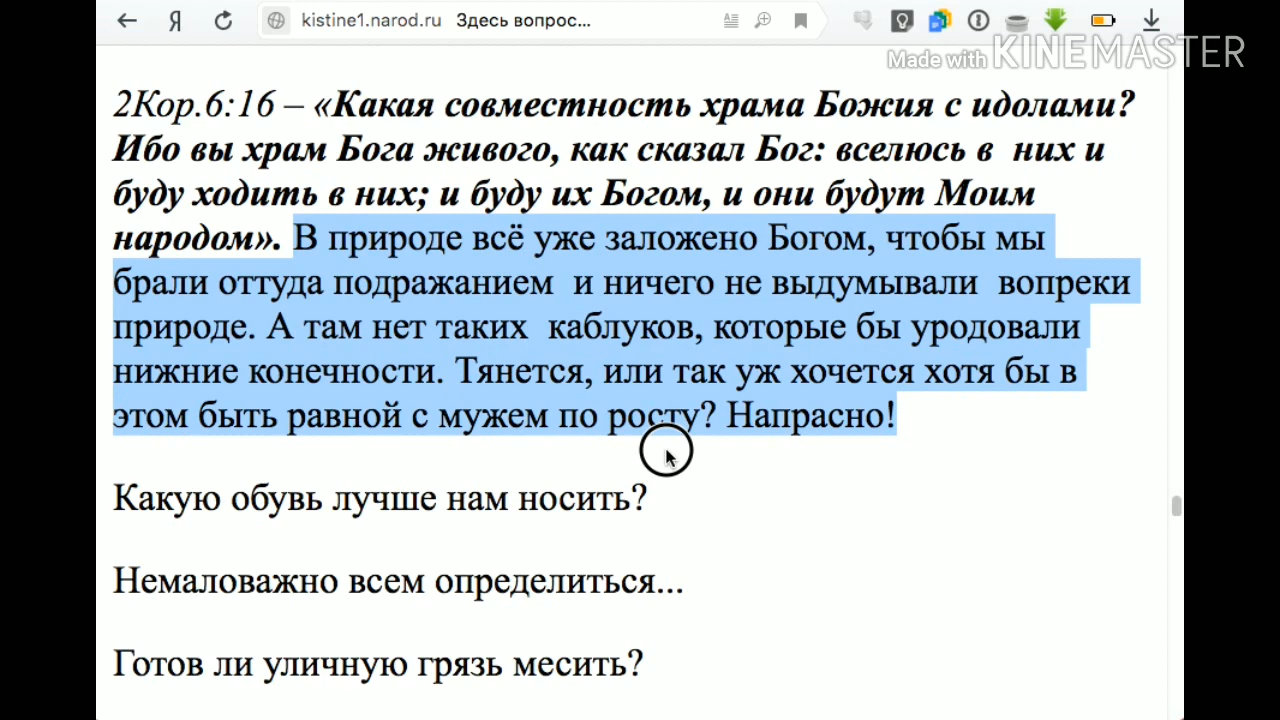 kistine1.narod.ru Здесь вопрос...
Made with KINEMASTER
2Кор.6:16 – «Какая совместность храма Божия с идолами?
Ибо вы храм Бога живого, как сказал Бог: вселюсь в них и
буду ходить в них; и буду их Богом, и они будут Моим
народом». В природе всё уже заложено Богом, чтобы мы
брали оттуда подражанием и ничего не выдумывали вопреки
природе. А там нет таких каблуков, которые бы уродовали
нижние конечности. Тянется, или так уж хочется хотя бы в
этом быть равной с мужем по росту? Напрасно!
Какую обувь лучше нам носить?
Немаловажно всем определиться...
Готов ли уличную грязь месить?